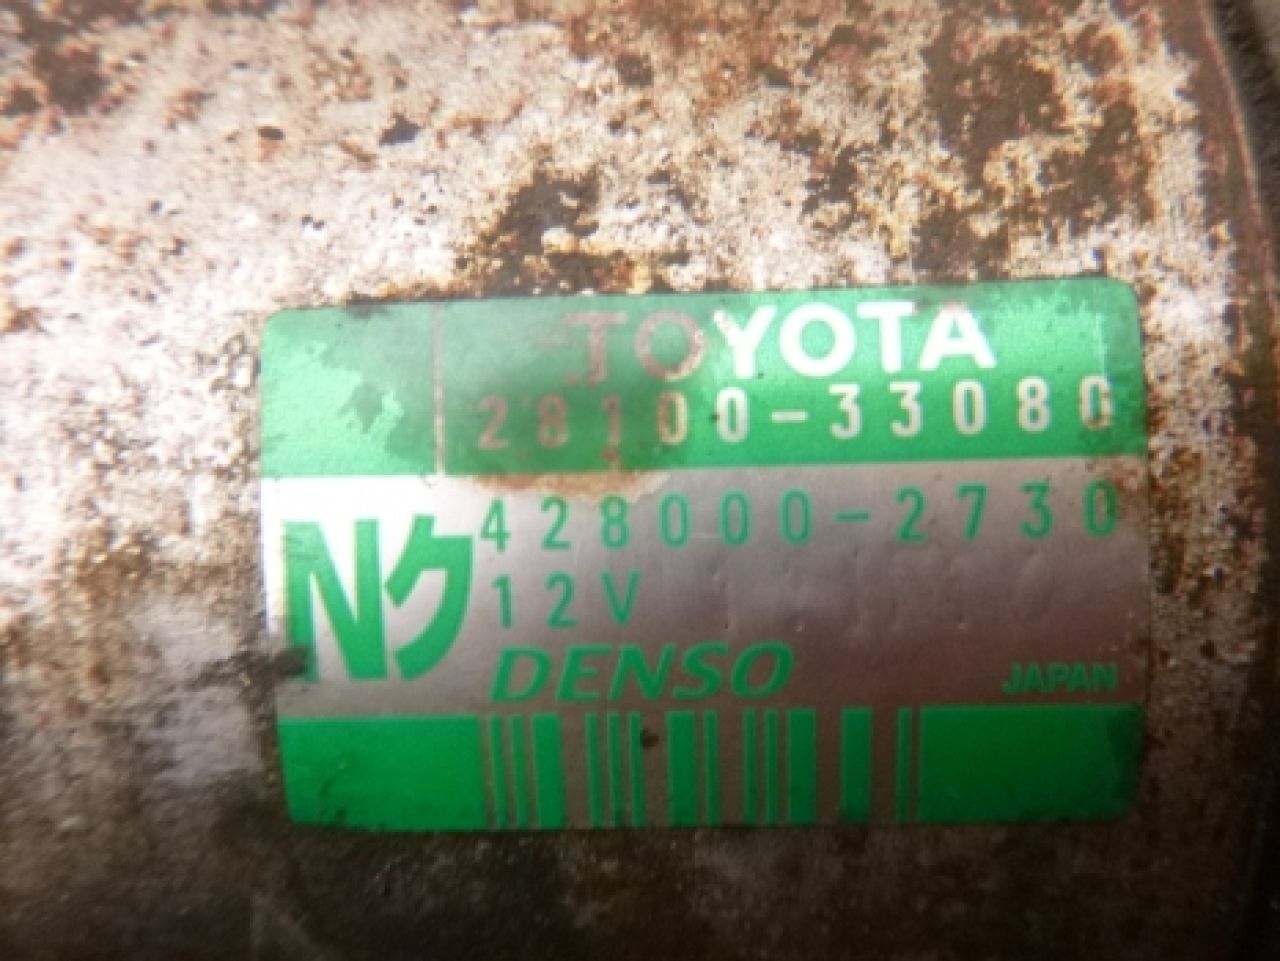 TOYOTA
28100-33080
Nク
428000-2730
12V
DENSO
JAPAN